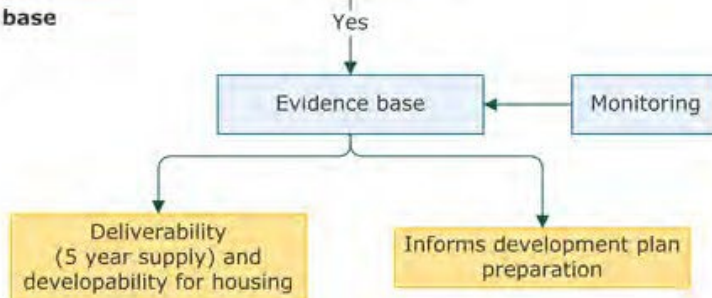 base
Yes
Evidence base
Monitoring
Deliverability
(5 year supply) and
developability for housing
Informs development plan
preparation